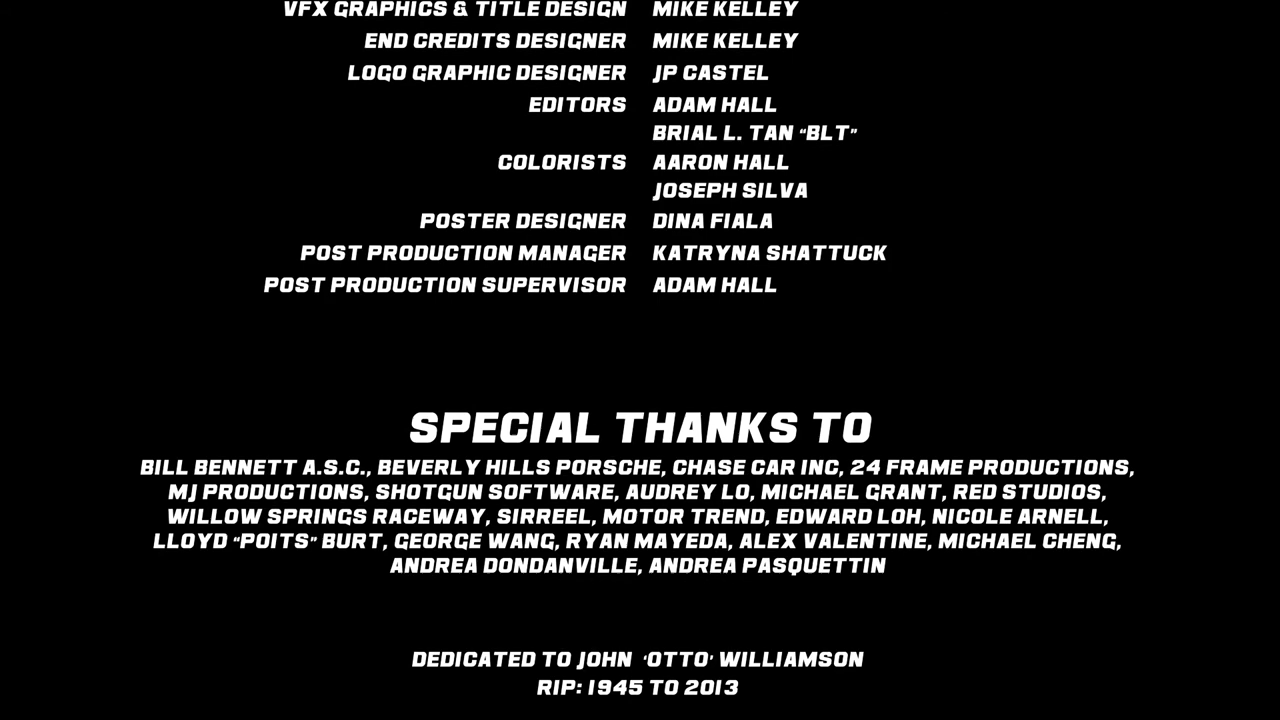 VFX GRAPHICS & TITLE DESIGN MIKE KELLEY
END CREDITS DESIGNER MIKE KELLEY
LOGO GRAPHIC DESIGNER JP CASTEL
EDITORS ADAM HALL
BRIAL L. TAN "BLT"
COLORISTS AARON HALL
JOSEPH SILVA
POSTER DESIGNER DINA FIALA
POST PRODUCTION MANAGER KATRYNA SHATTUCK
POST PRODUCTION SUPERVISOR ADAM HALL
SPECIAL THANKS TO
BILL BENNETT A.S.C., BEVERLY HILLS PORSCHE, CHASE CAR INC, 24 FRAME PRODUCTIONS,
MJ PRODUCTIONS, SHOTGUN SOFTWARE, AUDREY LO, MICHAEL GRANT, RED STUDIOS,
WILLOW SPRINGS RACEWAY, SIRREEL, MOTOR TREND, EDWARD LOH, NICOLE ARNELL,
LLOYD "POITS" BURT, GEORGE WANG, RYAN MAYEDA, ALEX VALENTINE, MICHAEL CHENG,
ANDREA DONDANVILLE, ANDREA PASQUETTIN
DEDICATED TO JOHN 'OTTO' WILLIAMSON
RIP: 1945 TO 2013